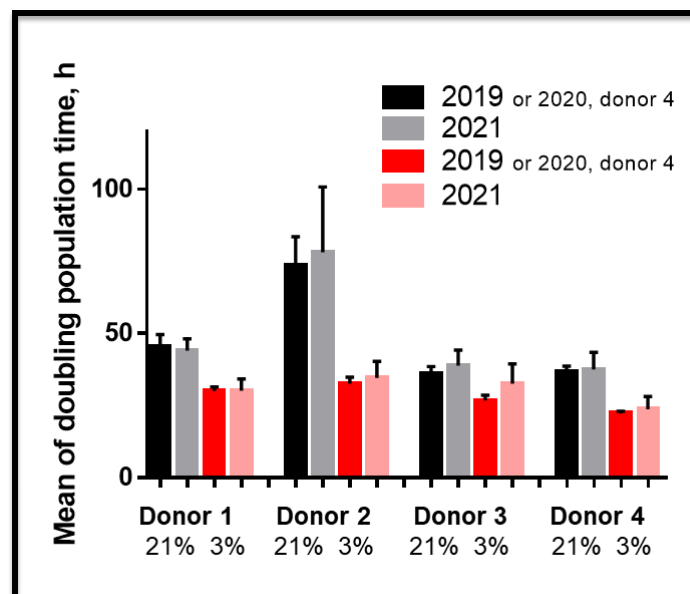 Mean of doubling population time, h
2019 or 2020, donor 4
2021
2019 or 2020, donor 4
2021
100
50
0
Donor 1 Donor 2 Donor 3 Donor 4
21% 3% 21% 3% 21% 3% 21% 3%